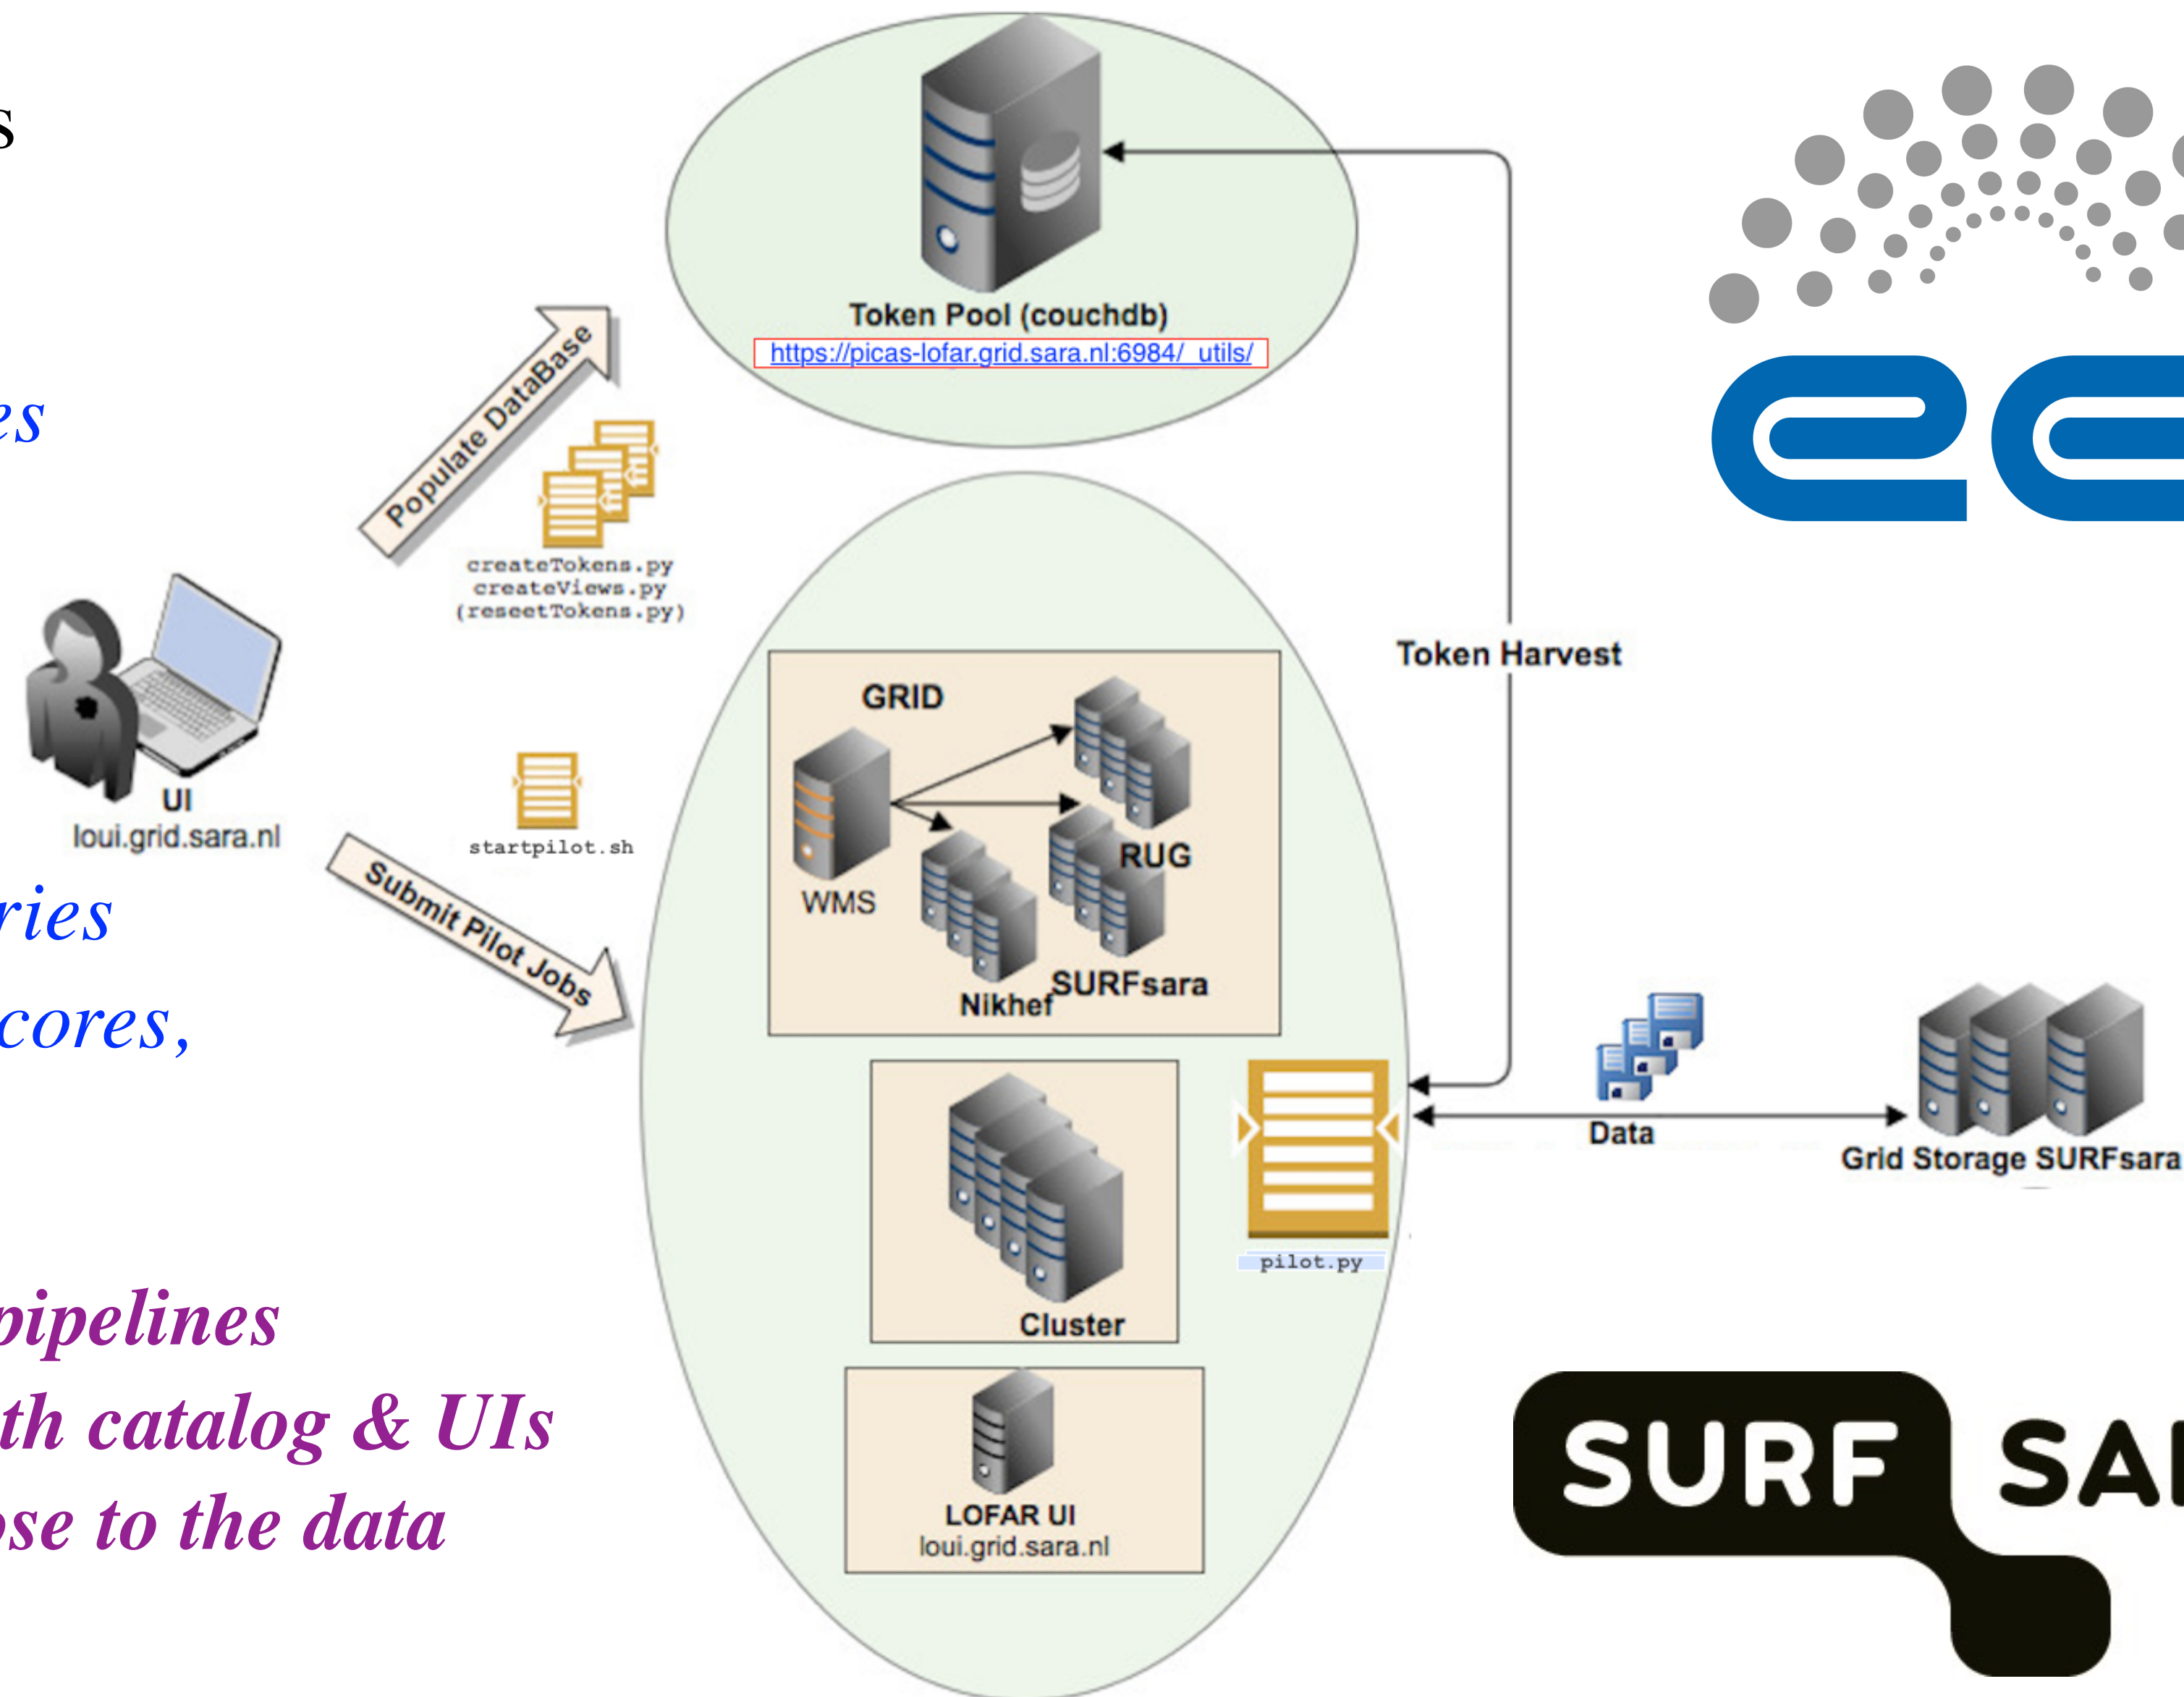 s
es
ries
cores,
pipelines
th catalog & UIs
ose to the data
Token Pool (couchdb)
https://picas-lofar.grid.sara.nl:6984/_utils/
Populate DataBase
createTokens.py
createViews.py
(reseetTokens.py)
UI
loui.grid.sara.nl
startpilot.sh
Submit Pilot Jobs
GRID
WMS
RUG
SURFsara
Nikhef
Cluster
LOFAR UI
loui.grid.sara.nl
Token Harvest
pilot.py
Data
Grid Storage SURFsara
SURF SA